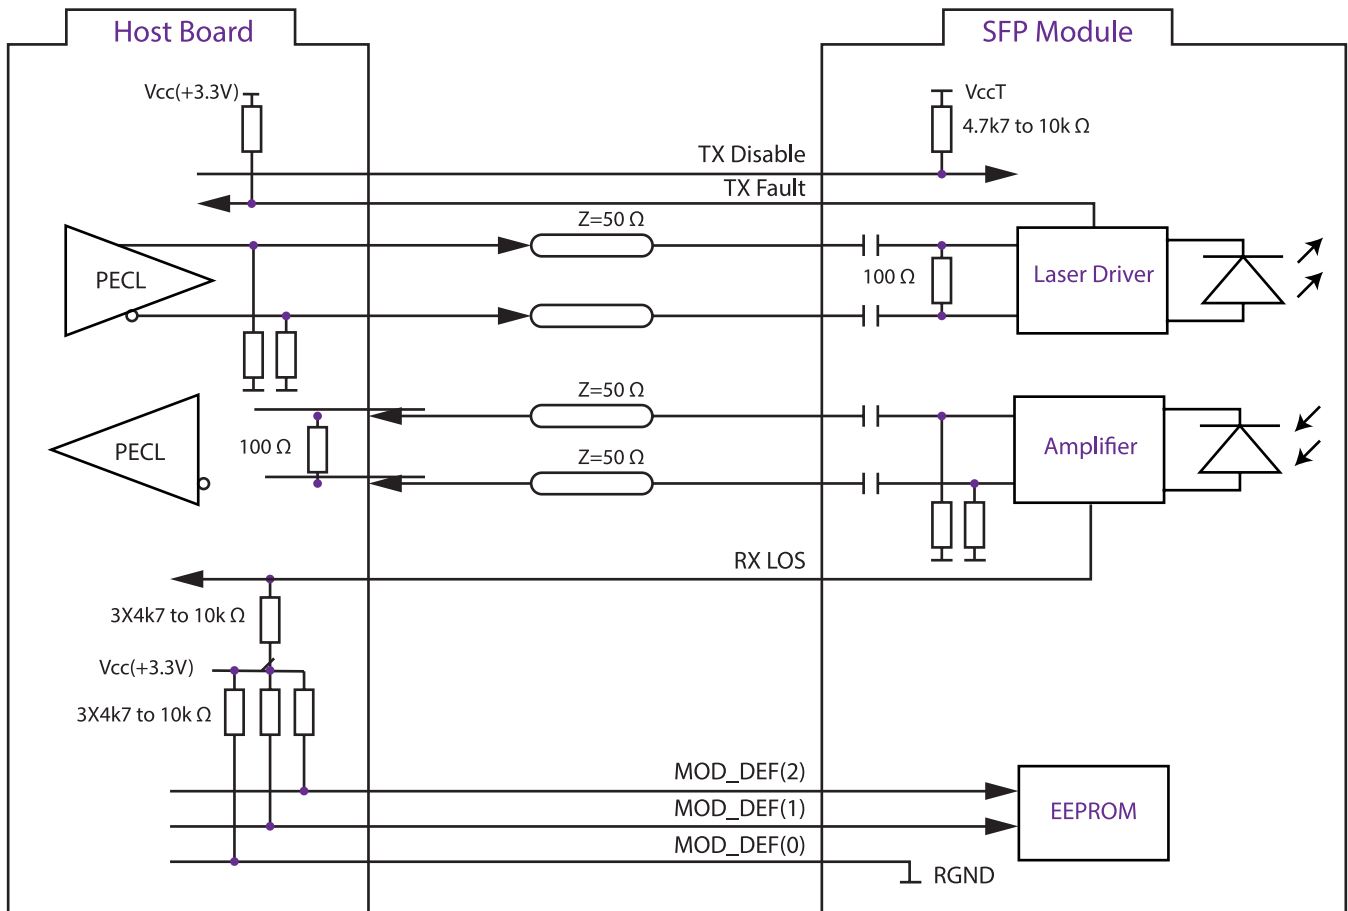 Host Board
SFP Module
Vcc(+3.3V)
VccT
4.7k7 to 10k Ω
TX Disable
TX Fault
Z=50 Ω
PECL
100 Ω
Laser Driver
Z=50 Ω
PECL
100 Ω
Z=50 Ω
Amplifier
RX LOS
3X4k7 to 10k Ω
Vcc(+3.3V)
3X4k7 to 10k Ω
MOD_DEF(2)
MOD_DEF(1)
EEPROM
MOD_DEF(0)
RGND